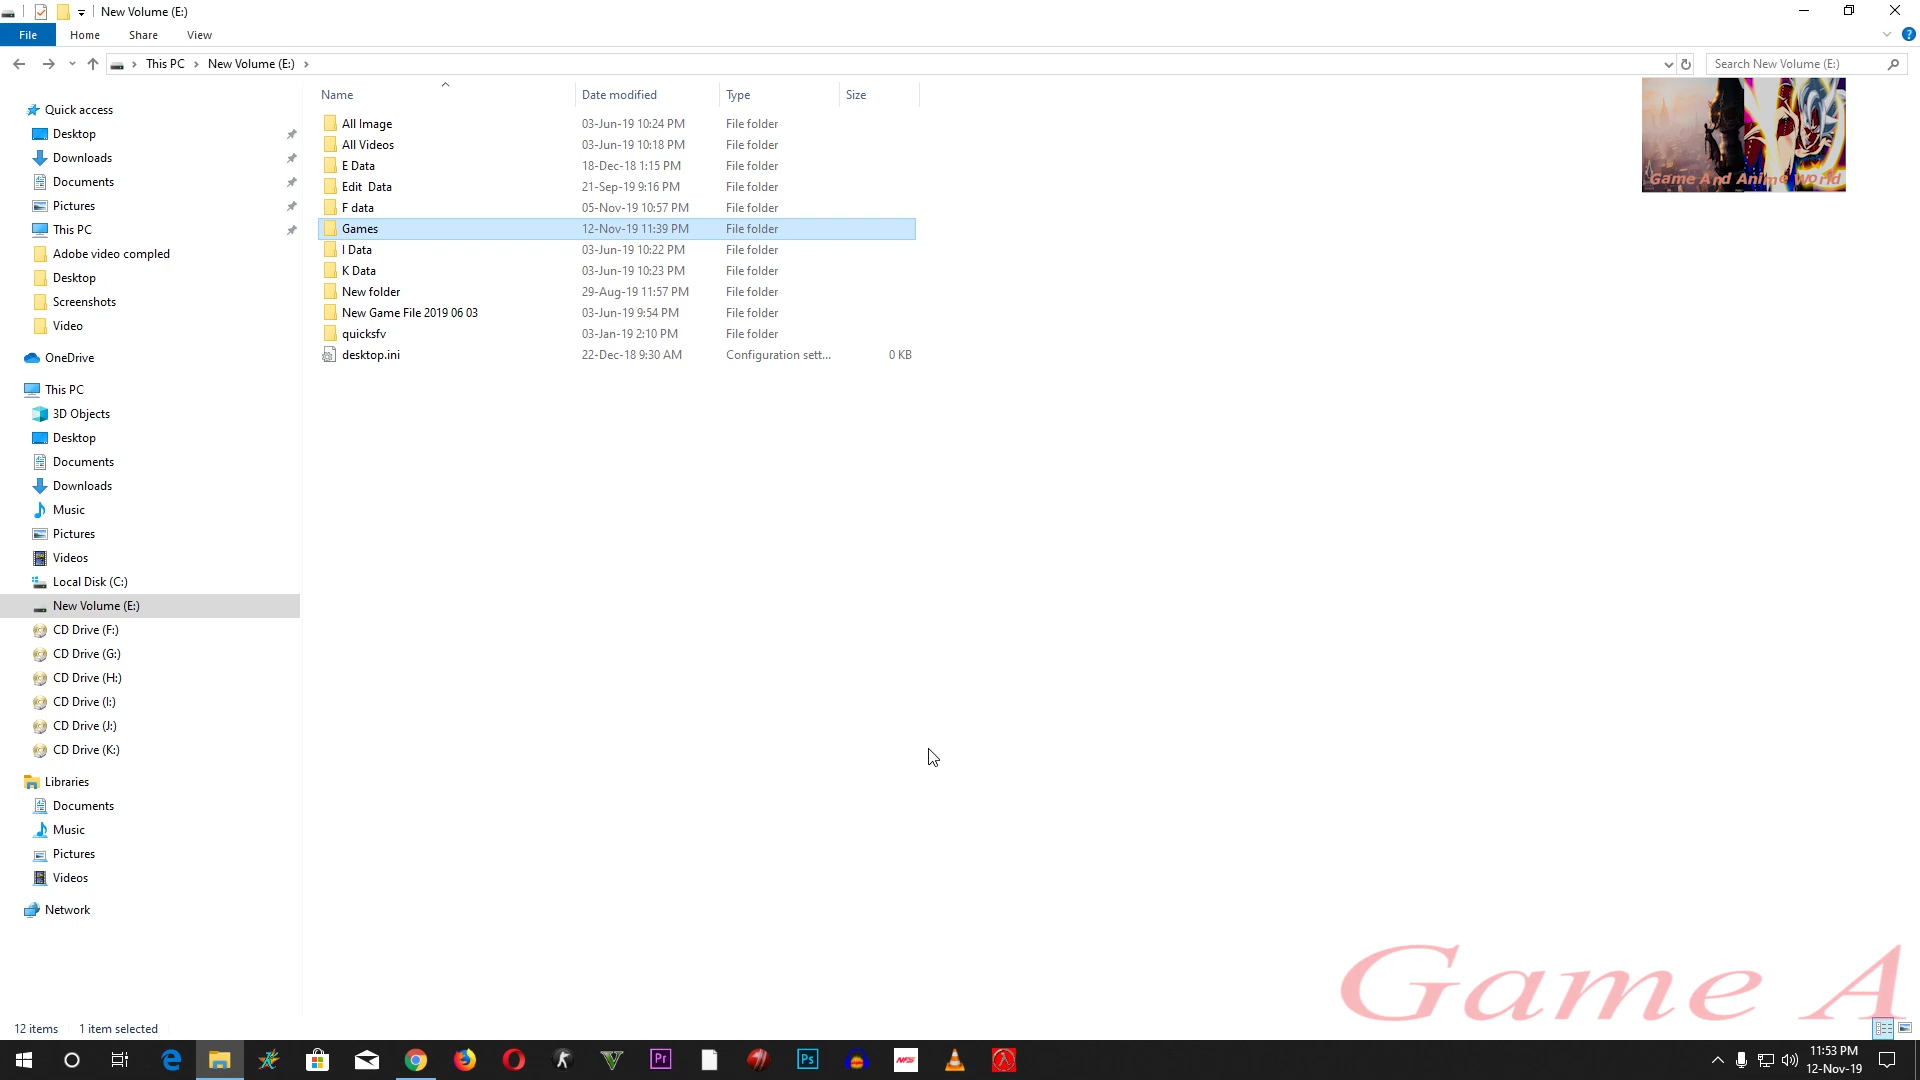 New Volume (E:)
File Home Share View
This PC New Volume (E:) Search New Volume (E:)
Name Date modified Type Size
All Image 03-Jun-19 10:24 PM File folder
All Videos 03-Jun-19 10:18 PM File folder
E Data 18-Dec-18 1:15 PM File folder
Edit  Data 21-Sep-19 9:16 PM File folder
F data 05-Nov-19 10:57 PM File folder
Games 12-Nov-19 11:39 PM File folder
I Data 03-Jun-19 10:22 PM File folder
K Data 03-Jun-19 10:23 PM File folder
New folder 29-Aug-19 11:57 PM File folder
New Game File 2019 06 03 03-Jun-19 9:54 PM File folder
quicksfv 03-Jan-19 2:10 PM File folder
desktop.ini 22-Dec-18 9:30 AM Configuration sett... 0 KB
Quick access
Desktop
Downloads
Documents
Pictures
This PC
Adobe video compled
Desktop
Screenshots
Video
OneDrive
This PC
3D Objects
Desktop
Documents
Downloads
Music
Pictures
Videos
Local Disk (C:)
New Volume (E:)
CD Drive (F:)
CD Drive (G:)
CD Drive (H:)
CD Drive (I:)
CD Drive (J:)
CD Drive (K:)
Libraries
Documents
Music
Pictures
Videos
Network
Game And Anime World
Game A
12 items 1 item selected
Pr
Ps
NFS
11:53 PM
12-Nov-19